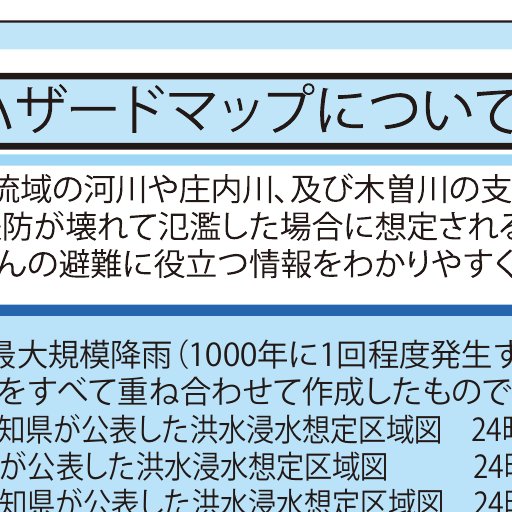 ハザードマップについて
流域の河川や庄内川、及び木曽川の支
防が壊れて氾濫した場合に想定される
んの避難に役立つ情報をわかりやすく
最大規模降雨（1000年に1回程度発生す
をすべて重ね合わせて作成したもので
知県が公表した洪水浸水想定区域図 24時
が公表した洪水浸水想定区域図 24時
知県が公表した洪水浸水想定区域図 24時